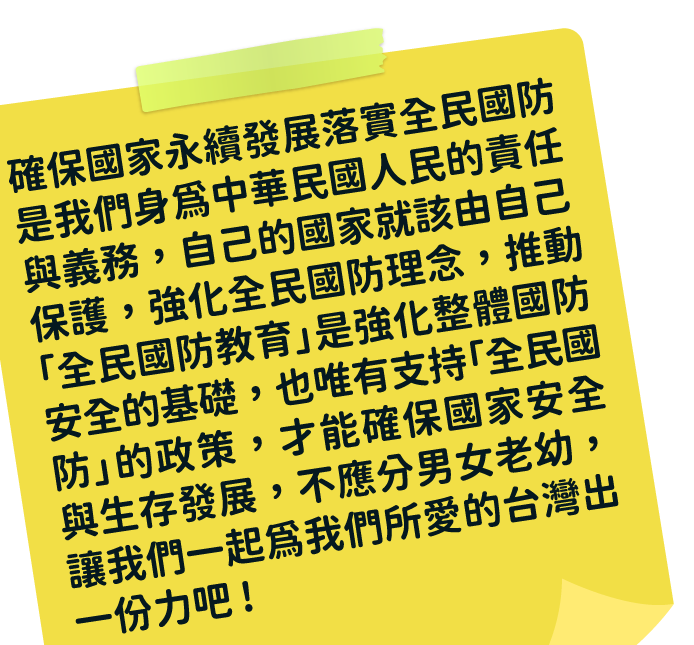 確保國家永續發展落實全民國防
是我們身爲中華民國人民的責任
與義務，自己的國家就該由自己
保護，強化全民國防理念，推動
「全民國防教育」是強化整體國防
安全的基礎，也唯有支持「全民國
防」的政策，才能確保國家安全
與生存發展，不應分男女老幼，
讓我們一起爲我們所愛的台灣出
一份力吧！